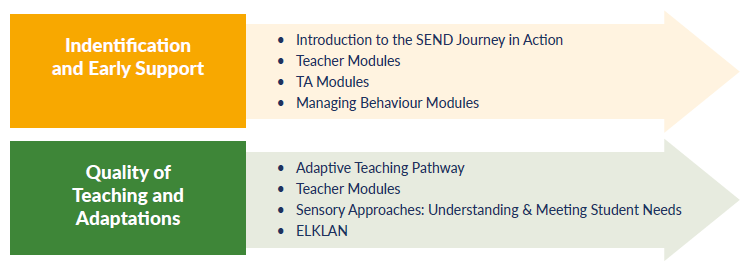 Indentification
and Early Support
• Introduction to the SEND Journey in Action
• Teacher Modules
• TA Modules
• Managing Behaviour Modules
Quality of
Teaching and
Adaptations
• Adaptive Teaching Pathway
• Teacher Modules
• Sensory Approaches: Understanding & Meeting Student Needs
• ELKLAN